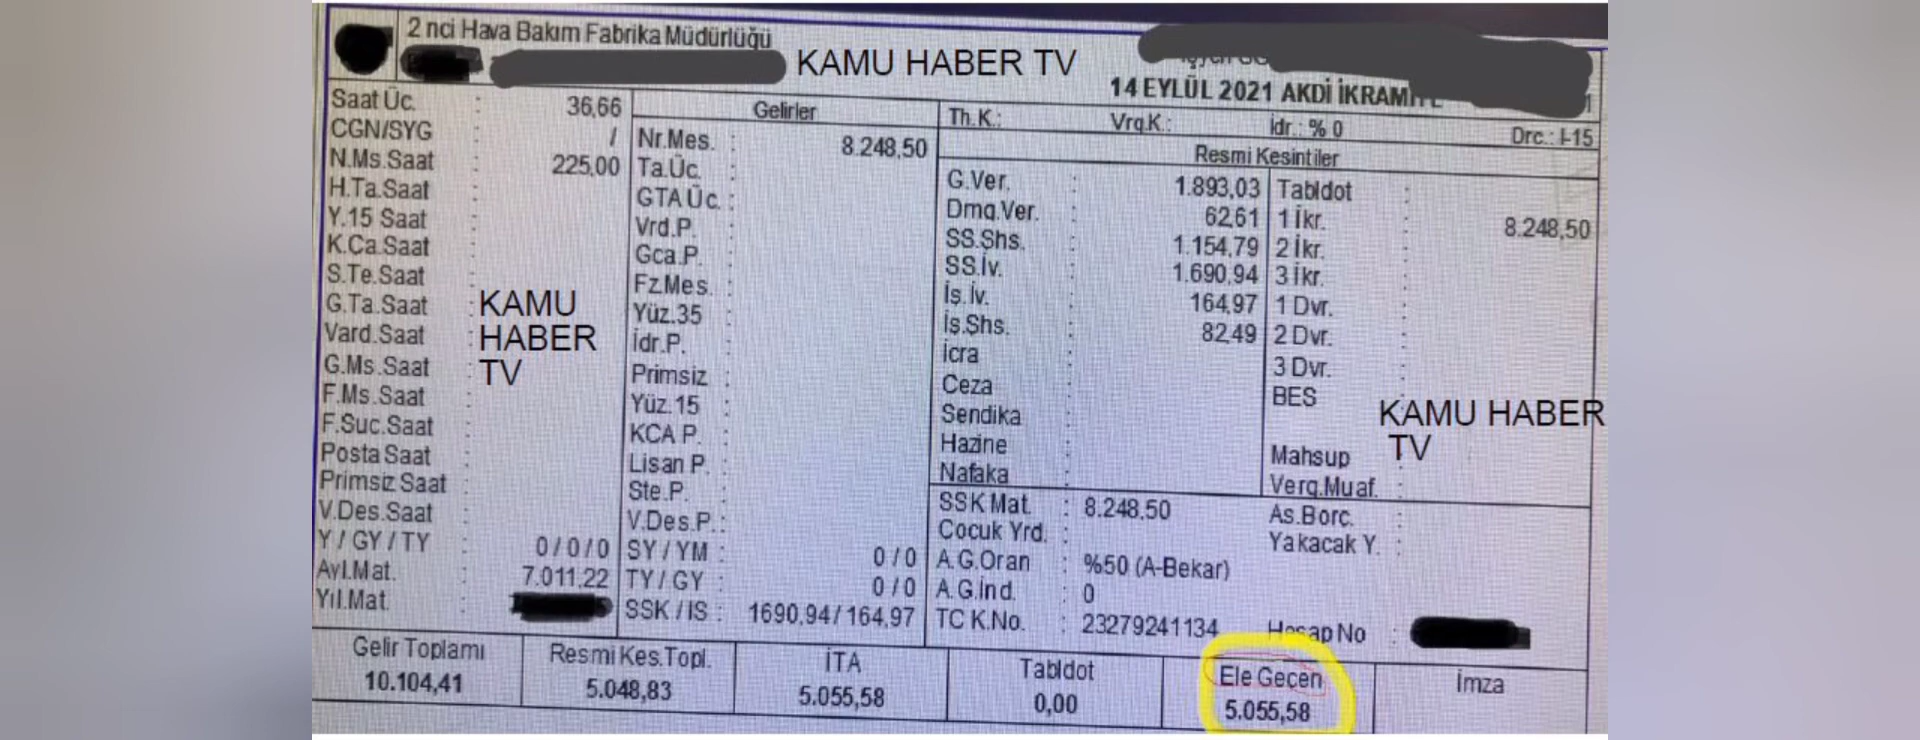 2 nci Hava Bakım Fabrika Müdürlüğü
KAMU HABER TV
14 EYLÜL 2021 AKDİ İKRAMİYE
Saat Üc. : 36,66
CGN/SYG : /
N.Ms.Saat : 225,00
H.Ta.Saat :
Y.15 Saat :
K.Ca.Saat :
S.Te.Saat :
G.Ta.Saat :
Vard.Saat :
G.Ms.Saat :
F.Ms.Saat :
F.Suc.Saat :
Posta Saat :
Primsiz Saat :
V.Des.Saat :
Y / GY / TY : 0 / 0 / 0
Ayl.Mat. : 7.011,22
Yıl.Mat. :
KAMU
HABER
TV
Gelirler
Nr.Mes. : 8.248,50
Ta.Üc. :
GTA Üc. :
Vrd.P. :
Gca.P. :
Fz.Mes. :
Yüz.35 :
İdr.P. :
Primsiz :
Yüz.15 :
KCA P. :
Lisan P. :
Ste.P. :
V.Des.P.:
SY / YM : 0 / 0
TY / GY : 0 / 0
SSK / IS : 1690,94 / 164,97
Th.K.: Vrg.K.: İdr.: % 0 Drc.: I-15
Resmi Kesintiler
G.Ver. : 1.893,03
Dmg.Ver. : 62,61
SS.Şhs. : 1.154,79
SS.İv. : 1.690,94
İş.İv. : 164,97
İş.Şhs. : 82,49
İcra :
Ceza :
Sendika :
Hazine :
Nafaka :
Tabldot :
1 İkr. : 8.248,50
2 İkr. :
3 İkr. :
1 Dvr. :
2 Dvr. :
3 Dvr. :
BES :
KAMU HABER
TV
Mahsup :
Verg.Muaf. :
SSK Mat. : 8.248,50
Cocuk Yrd. :
A.G.Oran : %50 (A-Bekar)
A.G.İnd. : 0
TC K.No. : 23279241134
As.Borc. :
Yakacak Y. :
Hesap No :
Gelir Toplamı
10.104,41
Resmi Kes.Topl.
5.048,83
İTA
5.055,58
Tabldot
0,00
Ele Geçen
5.055,58
İmza